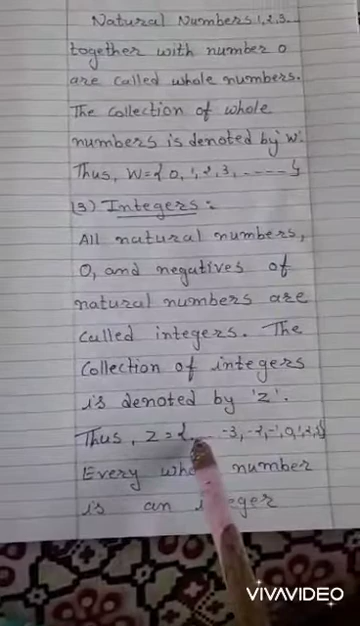 Natural Numbers 1, 2, 3..
together with number 0
are called whole numbers.
The collection of whole
numbers is denoted by 'W'.
Thus, W={0, 1, 2, 3, -----}
(3) Integers:
All natural numbers,
0, and negatives of
natural numbers are
called integers. The
Collection of integers
is denoted by 'Z'.
Thus, Z={.... -3, -2, -1, 0, 1, 2, 3}
Every number
is an
VIVAVIDEO